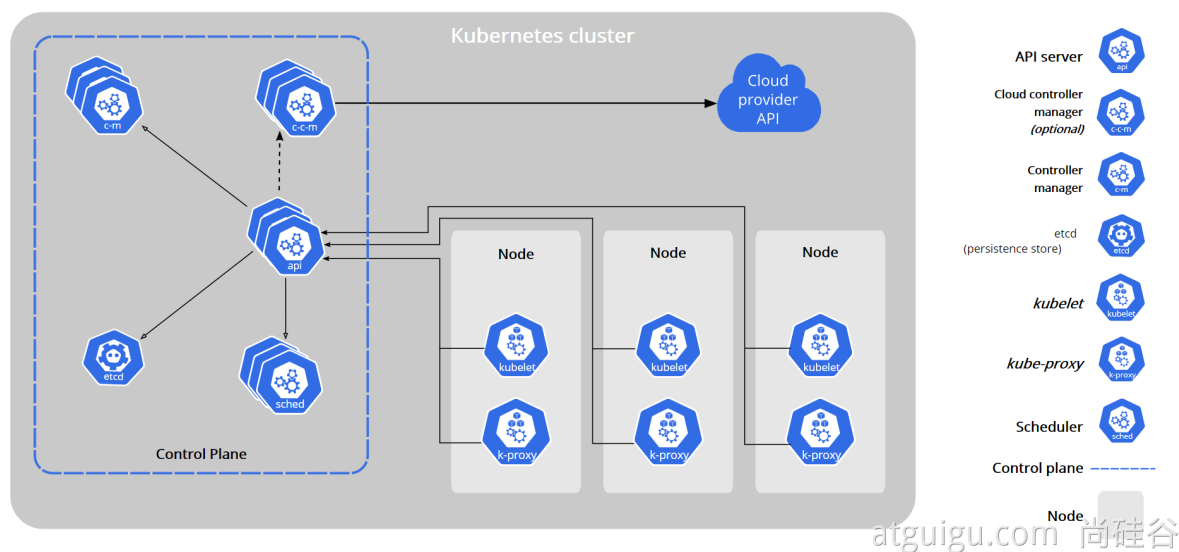 Kubernetes cluster
c-m
c-c-m
Cloud
provider
API
api
etcd
sched
Control Plane
Node
kubelet
k-proxy
Node
kubelet
k-proxy
Node
kubelet
k-proxy
API server
api
Cloud controller
manager
(optional)
c-c-m
Controller
manager
c-m
etcd
(persistence store)
etcd
kubelet
kubelet
kube-proxy
k-proxy
Scheduler
sched
Control plane
Node
atguigu.com 尚硅谷